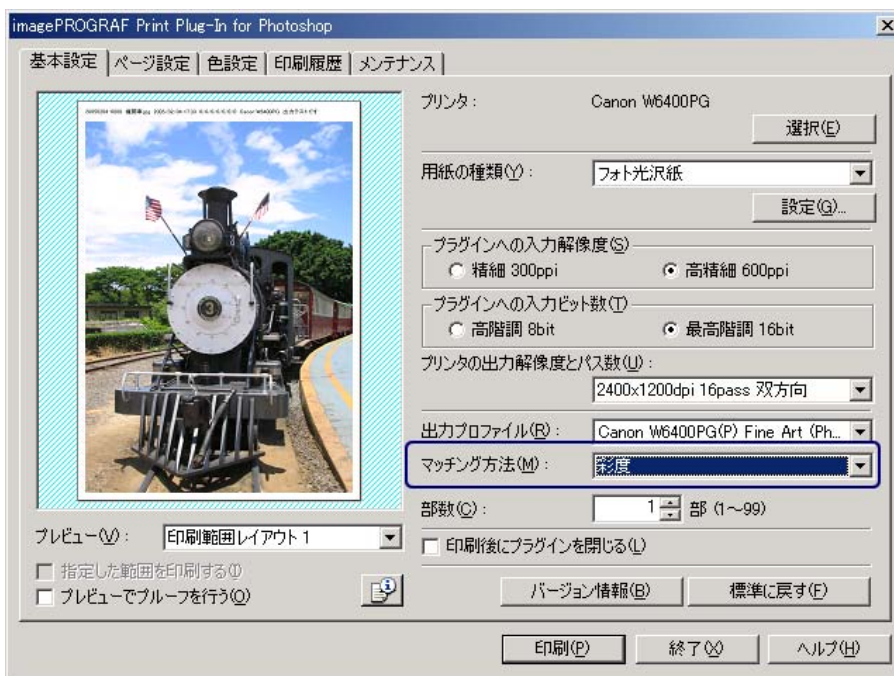 imagePROGRAF Print Plug-In for Photoshop
基本設定 ページ設定 色設定 印刷履歴 メンテナンス
プリンタ: Canon W6400PG
選択(E)
用紙の種類(Y): フォト光沢紙
設定(G)...
プラグインへの入力解像度(S)
精細 300ppi 高精細 600ppi
プラグインへの入力ビット数(T)
高階調 8bit 最高階調 16bit
プリンタの出力解像度とパス数(U):
2400x1200dpi 16pass 双方向
出力プロファイル(R): Canon W6400PG(P) Fine Art (Ph...
マッチング方法(M): 彩度
部数(C): 1 部 (1~99)
印刷後にプラグインを閉じる(L)
バージョン情報(B) 標準に戻す(F)
3
プレビュー(V): 印刷範囲レイアウト 1
指定した範囲を印刷する(I)
プレビューでプルーフを行う(O)
印刷(P) 終了(X) ヘルプ(H)